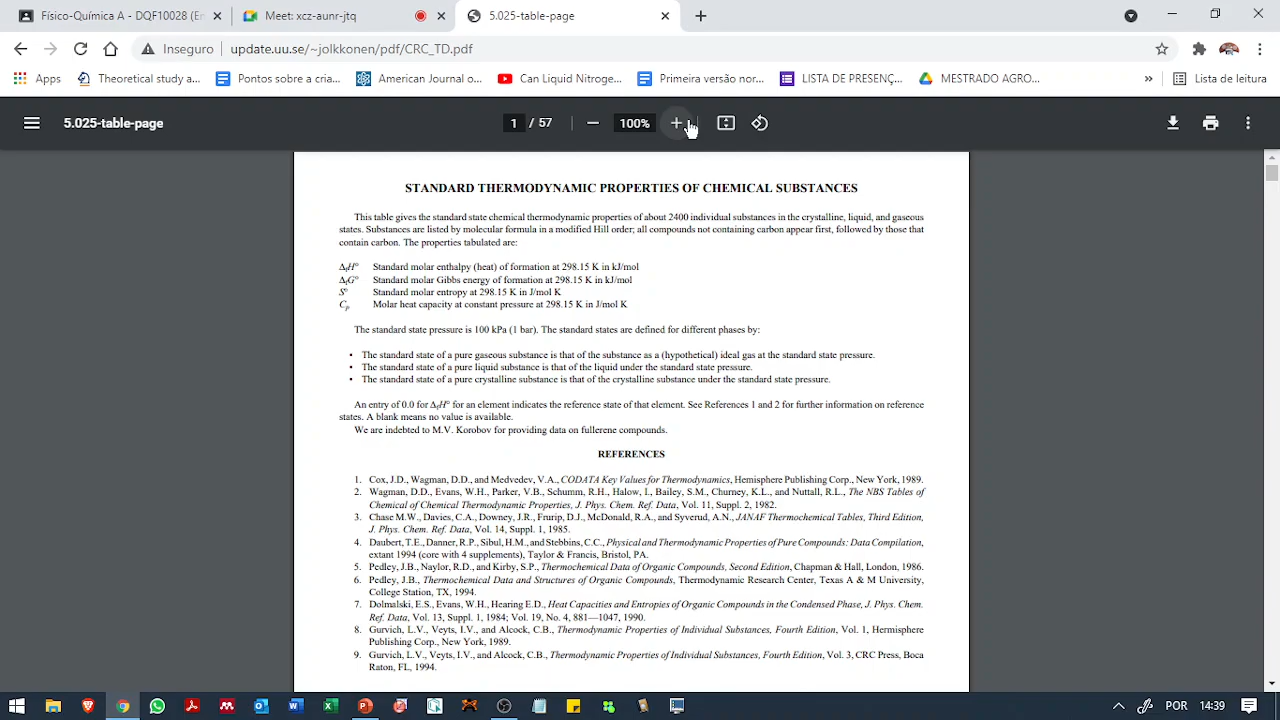 Físico-Química - DQF10028 (Er
Meet: xcz-aunr-jtq
5.025-table-page
Inseguro
update.uu.se/~jolkkonen/pdf/CRC_TD.pdf
Apps
Theoretical study a...
Pontos sobre a cria...
American Journal o...
Can Liquid Nitroge...
Primeira versão nor...
LISTA DE PRESENÇ...
MESTRADO AGRO...
»
Lista de leitura
5.025-table-page
1 / 57
100%
STANDARD THERMODYNAMIC PROPERTIES OF CHEMICAL SUBSTANCES
This table gives the standard state chemical thermodynamic properties of about 2400 individual substances in the crystalline, liquid, and gaseous
states. Substances are listed by molecular formula in a modified Hill order; all compounds not containing carbon appear first, followed by those that
contain carbon. The properties tabulated are:
ΔfH° Standard molar enthalpy (heat) of formation at 298.15 K in kJ/mol
ΔfG° Standard molar Gibbs energy of formation at 298.15 K in kJ/mol
S° Standard molar entropy at 298.15 K in J/mol K
Cp Molar heat capacity at constant pressure at 298.15 K in J/mol K
The standard state pressure is 100 kPa (1 bar). The standard states are defined for different phases by:
• The standard state of a pure gaseous substance is that of the substance as a (hypothetical) ideal gas at the standard state pressure.
• The standard state of a pure liquid substance is that of the liquid under the standard state pressure.
• The standard state of a pure crystalline substance is that of the crystalline substance under the standard state pressure.
An entry of 0.0 for ΔfH° for an element indicates the reference state of that element. See References 1 and 2 for further information on reference
states. A blank means no value is available.
We are indebted to M.V. Korobov for providing data on fullerene compounds.
REFERENCES
1. Cox, J.D., Wagman, D.D., and Medvedev, V.A., CODATA Key Values for Thermodynamics, Hemisphere Publishing Corp., New York, 1989.
2. Wagman, D.D., Evans, W.H., Parker, V.B., Schumm, R.H., Halow, I., Bailey, S.M., Churney, K.L., and Nuttall, R.L., The NBS Tables of
Chemical of Chemical Thermodynamic Properties, J. Phys. Chem. Ref. Data, Vol. 11, Suppl. 2, 1982.
3. Chase M.W., Davies, C.A., Downey, J.R., Frurip, D.J., McDonald, R.A., and Syverud, A.N., JANAF Thermochemical Tables, Third Edition,
J. Phys. Chem. Ref. Data, Vol. 14, Suppl. 1, 1985.
4. Daubert, T.E., Danner, R.P., Sibul, H.M., and Stebbins, C.C., Physical and Thermodynamic Properties of Pure Compounds: Data Compilation,
extant 1994 (core with 4 supplements), Taylor & Francis, Bristol, PA.
5. Pedley, J.B., Naylor, R.D., and Kirby, S.P., Thermochemical Data of Organic Compounds, Second Edition, Chapman & Hall, London, 1986.
6. Pedley, J.B., Thermochemical Data and Structures of Organic Compounds, Thermodynamic Research Center, Texas A & M University,
College Station, TX, 1994.
7. Dolmalski, E.S., Evans, W.H., Hearing E.D., Heat Capacities and Entropies of Organic Compounds in the Condensed Phase, J. Phys. Chem.
Ref. Data, Vol. 13, Suppl. 1, 1984; Vol. 19, No. 4, 881—1047, 1990.
8. Gurvich, L.V., Veyts, I.V., and Alcock, C.B., Thermodynamic Properties of Individual Substances, Fourth Edition, Vol. 1, Hermisphere
Publishing Corp., New York, 1989.
9. Gurvich, L.V., Veyts, I.V., and Alcock, C.B., Thermodynamic Properties of Individual Substances, Fourth Edition, Vol. 3, CRC Press, Boca
Raton, FL, 1994.
POR
14:39